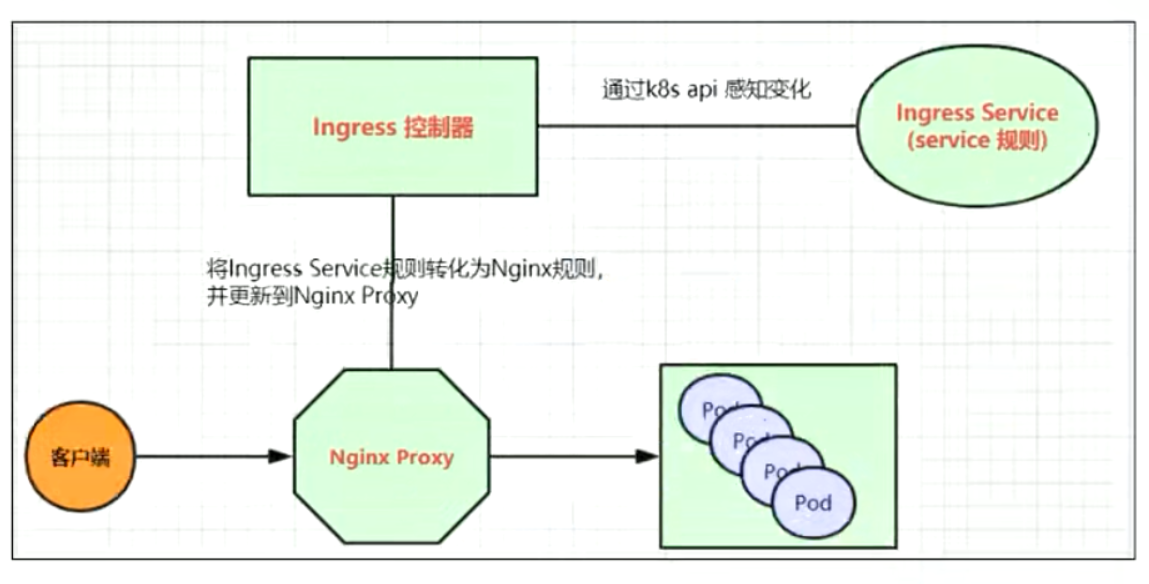 通过k8s api 感知变化
Ingress 控制器
Ingress Service
(service 规则)
将Ingress Service规则转化为Nginx规则,
并更新到Nginx Proxy
客户端
Nginx Proxy
Pod
Pod
Pod
Pod